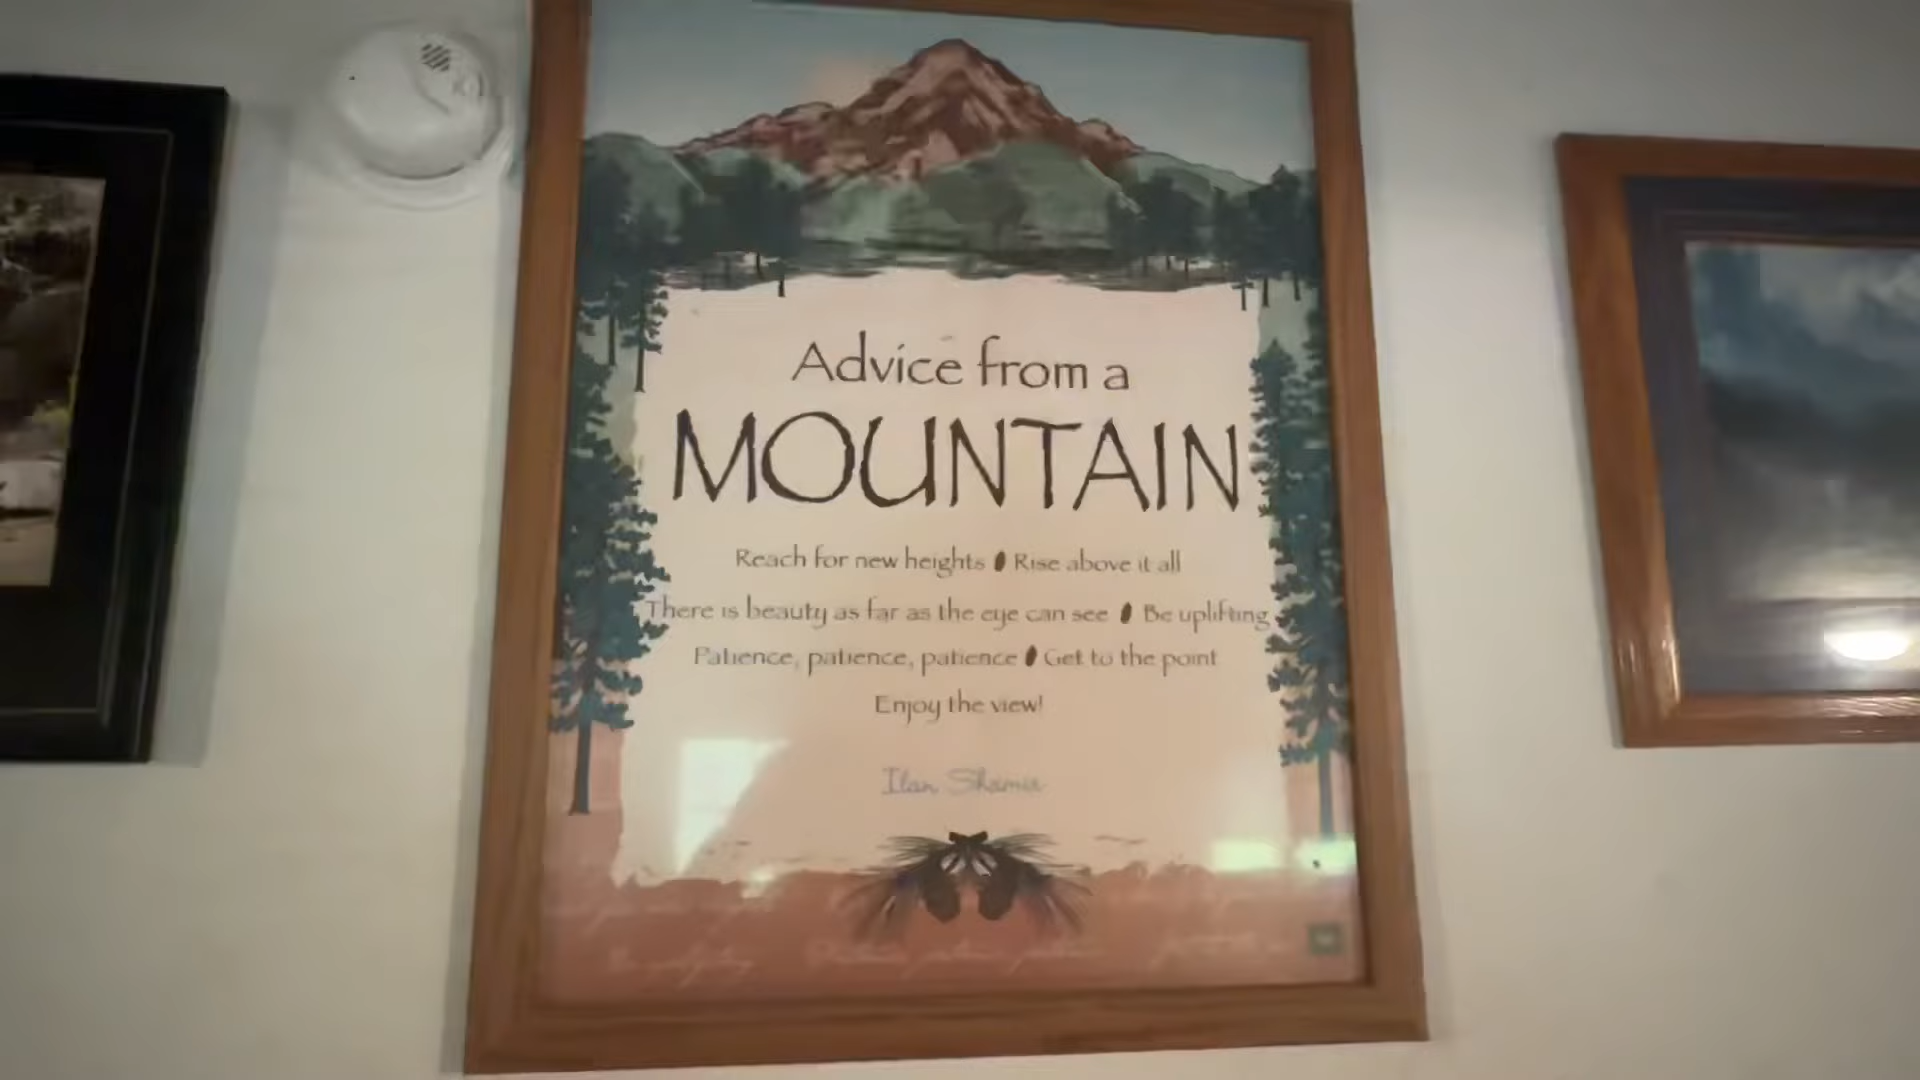 Advice from a
MOUNTAIN
Reach for new heights Rise above it all
There is beauty as far as the eye can see Be uplifting
Patience, patience, patience Get to the point
Enjoy the view!
Ilan Shamir